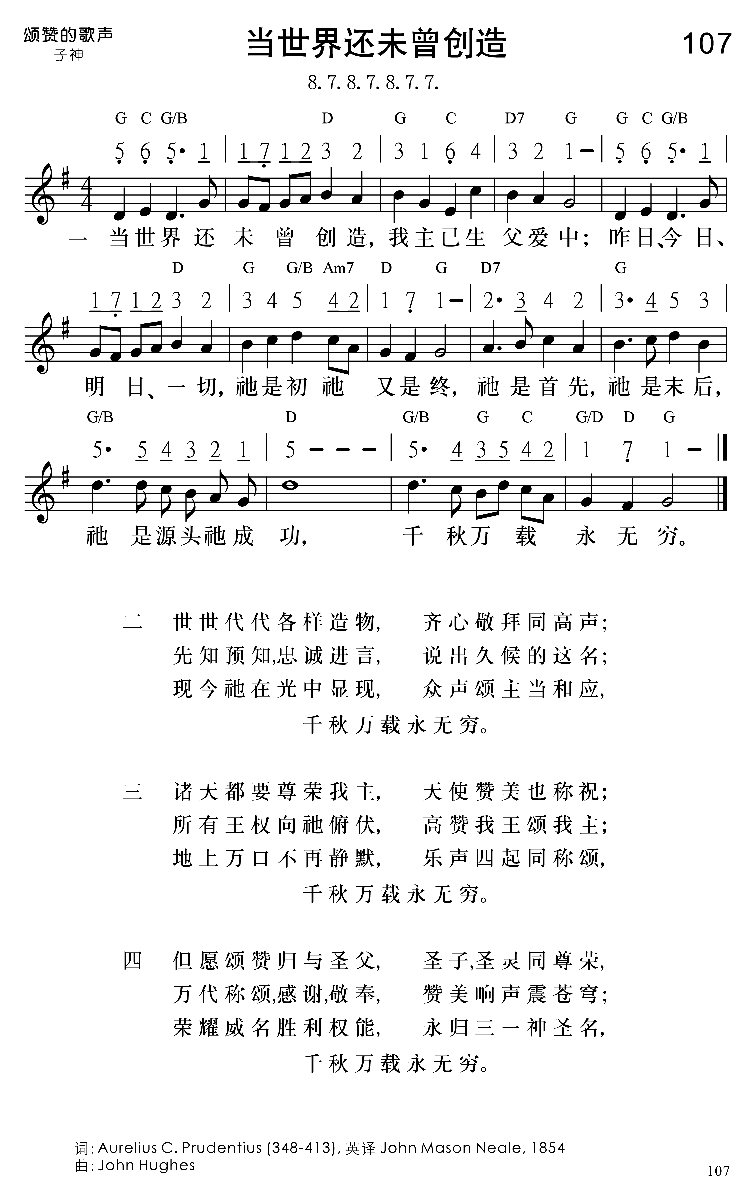 颂赞的歌声
子神
当世界还未曾创造
107
8. 7. 8. 7. 8. 7. 7.
G C G/B D G C D7 G G C G/B
5 6 5• 1 | 1 7 1 2 3 2 | 3 1 6 4 | 3 2 1 – | 5 6 5• 1
4
4
一 当世界 还 未 曾 创 造, 我 主已生 父 爱 中; 昨日、今日、
D G G/B Am7 D G D7 G
1 7 1 2 3 2 | 3 4 5 4 2 | 1 7 1 – | 2• 3 4 2 | 3• 4 5 3
明 日、一切, 祂是初 祂 又是终, 祂是首先, 祂是末后,
G/B D G/B G C G/D D G
5• 5 4 3 2 1 | 5 – – – | 5• 4 3 5 4 2 | 1 7 1 –
祂 是源头祂成 功, 千 秋万 载 永 无 穷。
二 世世代代各样造物, 齐心敬拜同高声;
先知预知,忠诚进言, 说出久候的这名;
现今祂在光中显现, 众声颂主当和应,
千秋万载永无穷。
三 诸天都要尊荣我主, 天使赞美也称祝;
所有王权向祂俯伏, 高赞我王颂我主;
地上万口不再静默, 乐声四起同称颂,
千秋万载永无穷。
四 但愿颂赞归与圣父, 圣子,圣灵同尊荣,
万代称颂,感谢,敬奉, 赞美响声震苍穹;
荣耀威名胜利权能, 永归三一神圣名,
千秋万载永无穷。
词: Aurelius C. Prudentius (348-413), 英译 John Mason Neale, 1854
曲: John Hughes
107